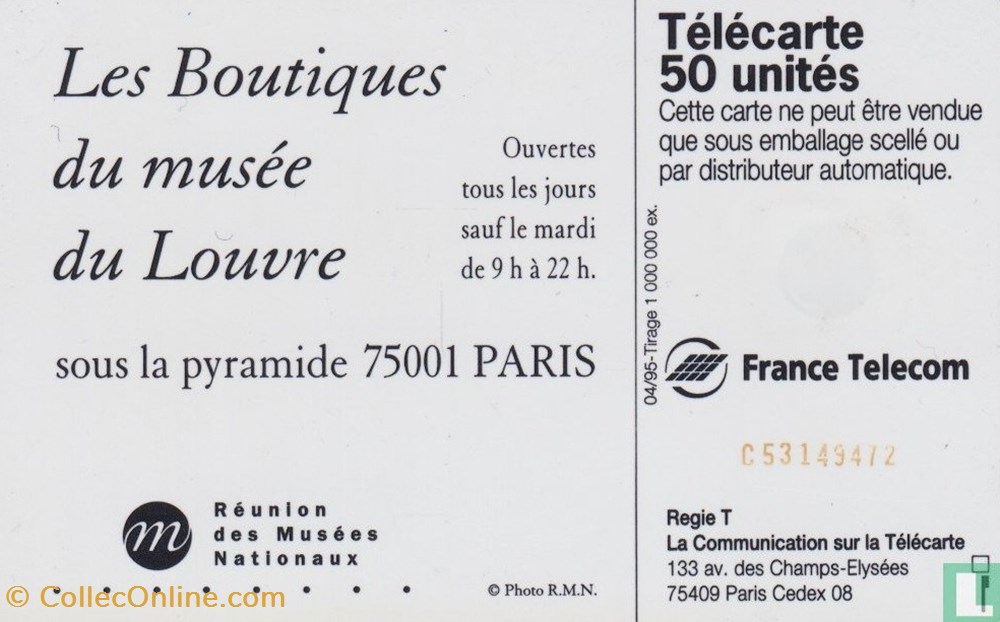 Les Boutiques
du musée
du Louvre
Ouvertes
tous les jours
sauf le mardi
de 9 h à 22 h.
sous la pyramide 75001 PARIS
m
Réunion
des Musées
Nationaux
© Photo R.M.N.
© CollecOnline.com
Télécarte
50 unités
Cette carte ne peut être vendue
que sous emballage scellé ou
par distributeur automatique.
04/95-Tirage 1 000 000 ex.
France Telecom
C53149472
Regie T
La Communication sur la Télécarte
133 av. des Champs-Elysées
75409 Paris Cedex 08